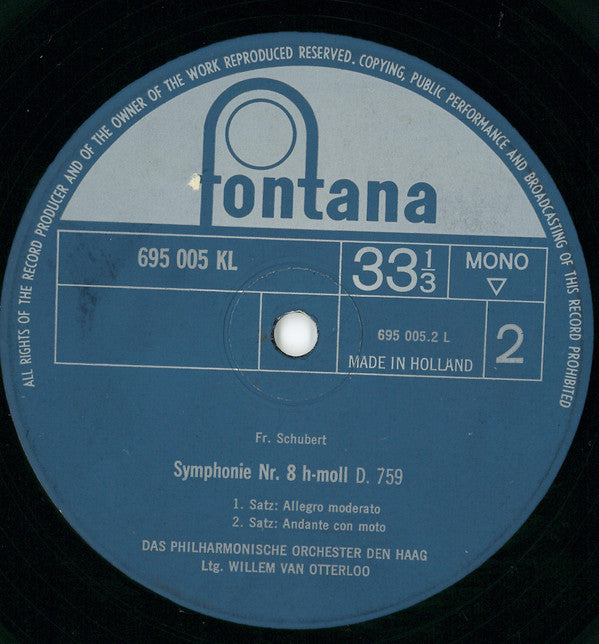 ALL RIGHTS OF THE RECORD PRODUCER AND OF THE OWNER OF THE WORK REPRODUCED RESERVED. COPYING, PUBLIC PERFORMANCE AND BROADCASTING OF THIS RECORD PROHIBITED
fontana
695 005 KL
33⅓
MONO
▽
695 005.2 L
MADE IN HOLLAND
2
Fr. Schubert
Symphonie Nr. 8 h-moll D. 759
1. Satz: Allegro moderato
2. Satz: Andante con moto
DAS PHILHARMONISCHE ORCHESTER DEN HAAG
Ltg. WILLEM VAN OTTERLOO